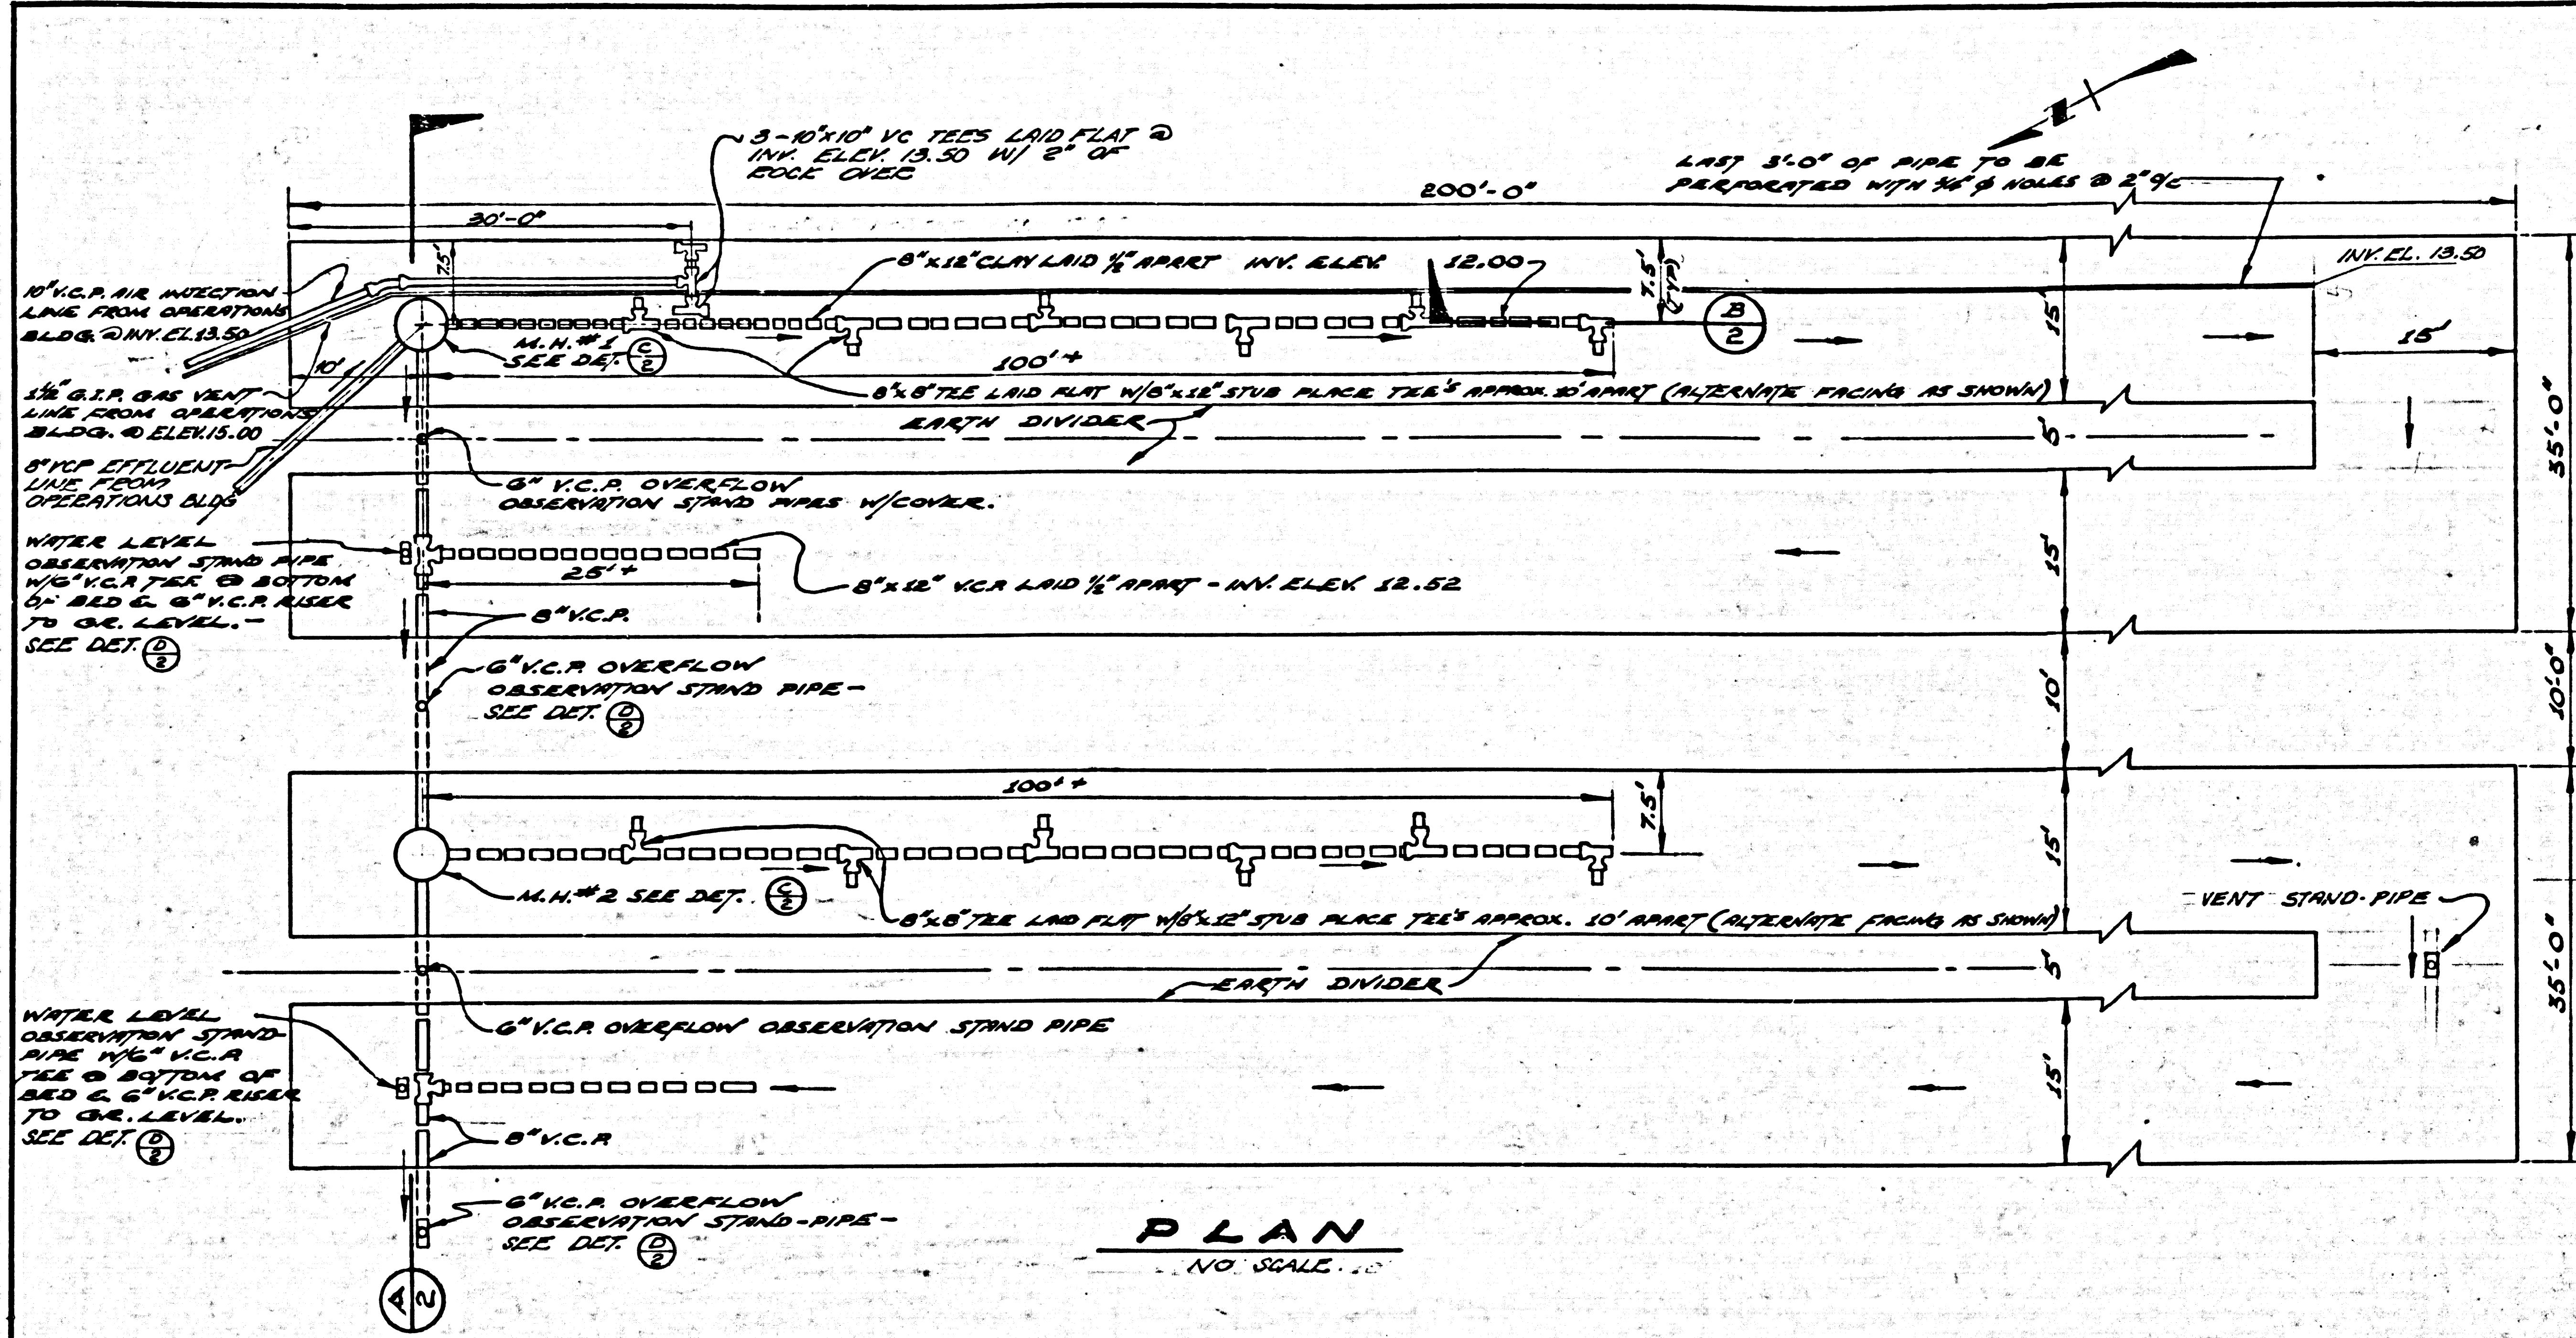 3-10"x10" VC TEES LAID FLAT @
INV. ELEV. 13.50 W/ 2" OF
ROCK OVER
N
LAST 3'-0" OF PIPE TO BE
PERFORATED WITH ⌀ HOLES @ 2" o/c
200'-0"
30'-0"
7.5'
8"x12" CLAY LAID ½" APART INV. ELEV. 12.00
7.5'
(TYP)
15'
INV. EL. 13.50
10" V.C.P. AIR INJECTION
LINE FROM OPERATIONS
BLDG. @ INV. EL. 13.50
M.H. #1
SEE DET. C/2
B/2
10'
100' +
15'
1½" G.I.P. GAS VENT
LINE FROM OPERATIONS
BLDG. @ ELEV. 15.00
8"x8" TEE LAID FLAT W/8"x12" STUB PLACE TEE'S APPROX. 10' APART (ALTERNATE FACING AS SHOWN)
EARTH DIVIDER
5'
35'-0"
8" VCP EFFLUENT
LINE FROM
OPERATIONS BLDG
6" V.C.P. OVERFLOW
OBSERVATION STAND PIPES W/COVER.
WATER LEVEL
OBSERVATION STAND PIPE
W/6" V.C.P. TEE @ BOTTOM
OF BED & 6" V.C.P. RISER
TO GR. LEVEL.-
SEE DET. D/2
25' +
8"x12" V.C.P. LAID ½" APART - INV. ELEV. 12.52
15'
8" V.C.P.
6" V.C.P. OVERFLOW
OBSERVATION STAND PIPE-
SEE DET. D/2
10'
10'-0"
100' +
7.5'
15'
M.H. #2 SEE DET. C/2
8"x8" TEE LAID FLAT W/8"x12" STUB PLACE TEE'S APPROX. 10' APART (ALTERNATE FACING AS SHOWN)
VENT STAND-PIPE
5'
35'-0"
EARTH DIVIDER
WATER LEVEL
OBSERVATION STAND-
PIPE W/6" V.C.P.
TEE @ BOTTOM OF
BED & 6" V.C.P. RISER
TO GR. LEVEL.
SEE DET. D/2
6" V.C.P. OVERFLOW OBSERVATION STAND PIPE
15'
8" V.C.P.
6" V.C.P. OVERFLOW
OBSERVATION STAND-PIPE-
SEE DET. D/2
PLAN
NO SCALE
A/2